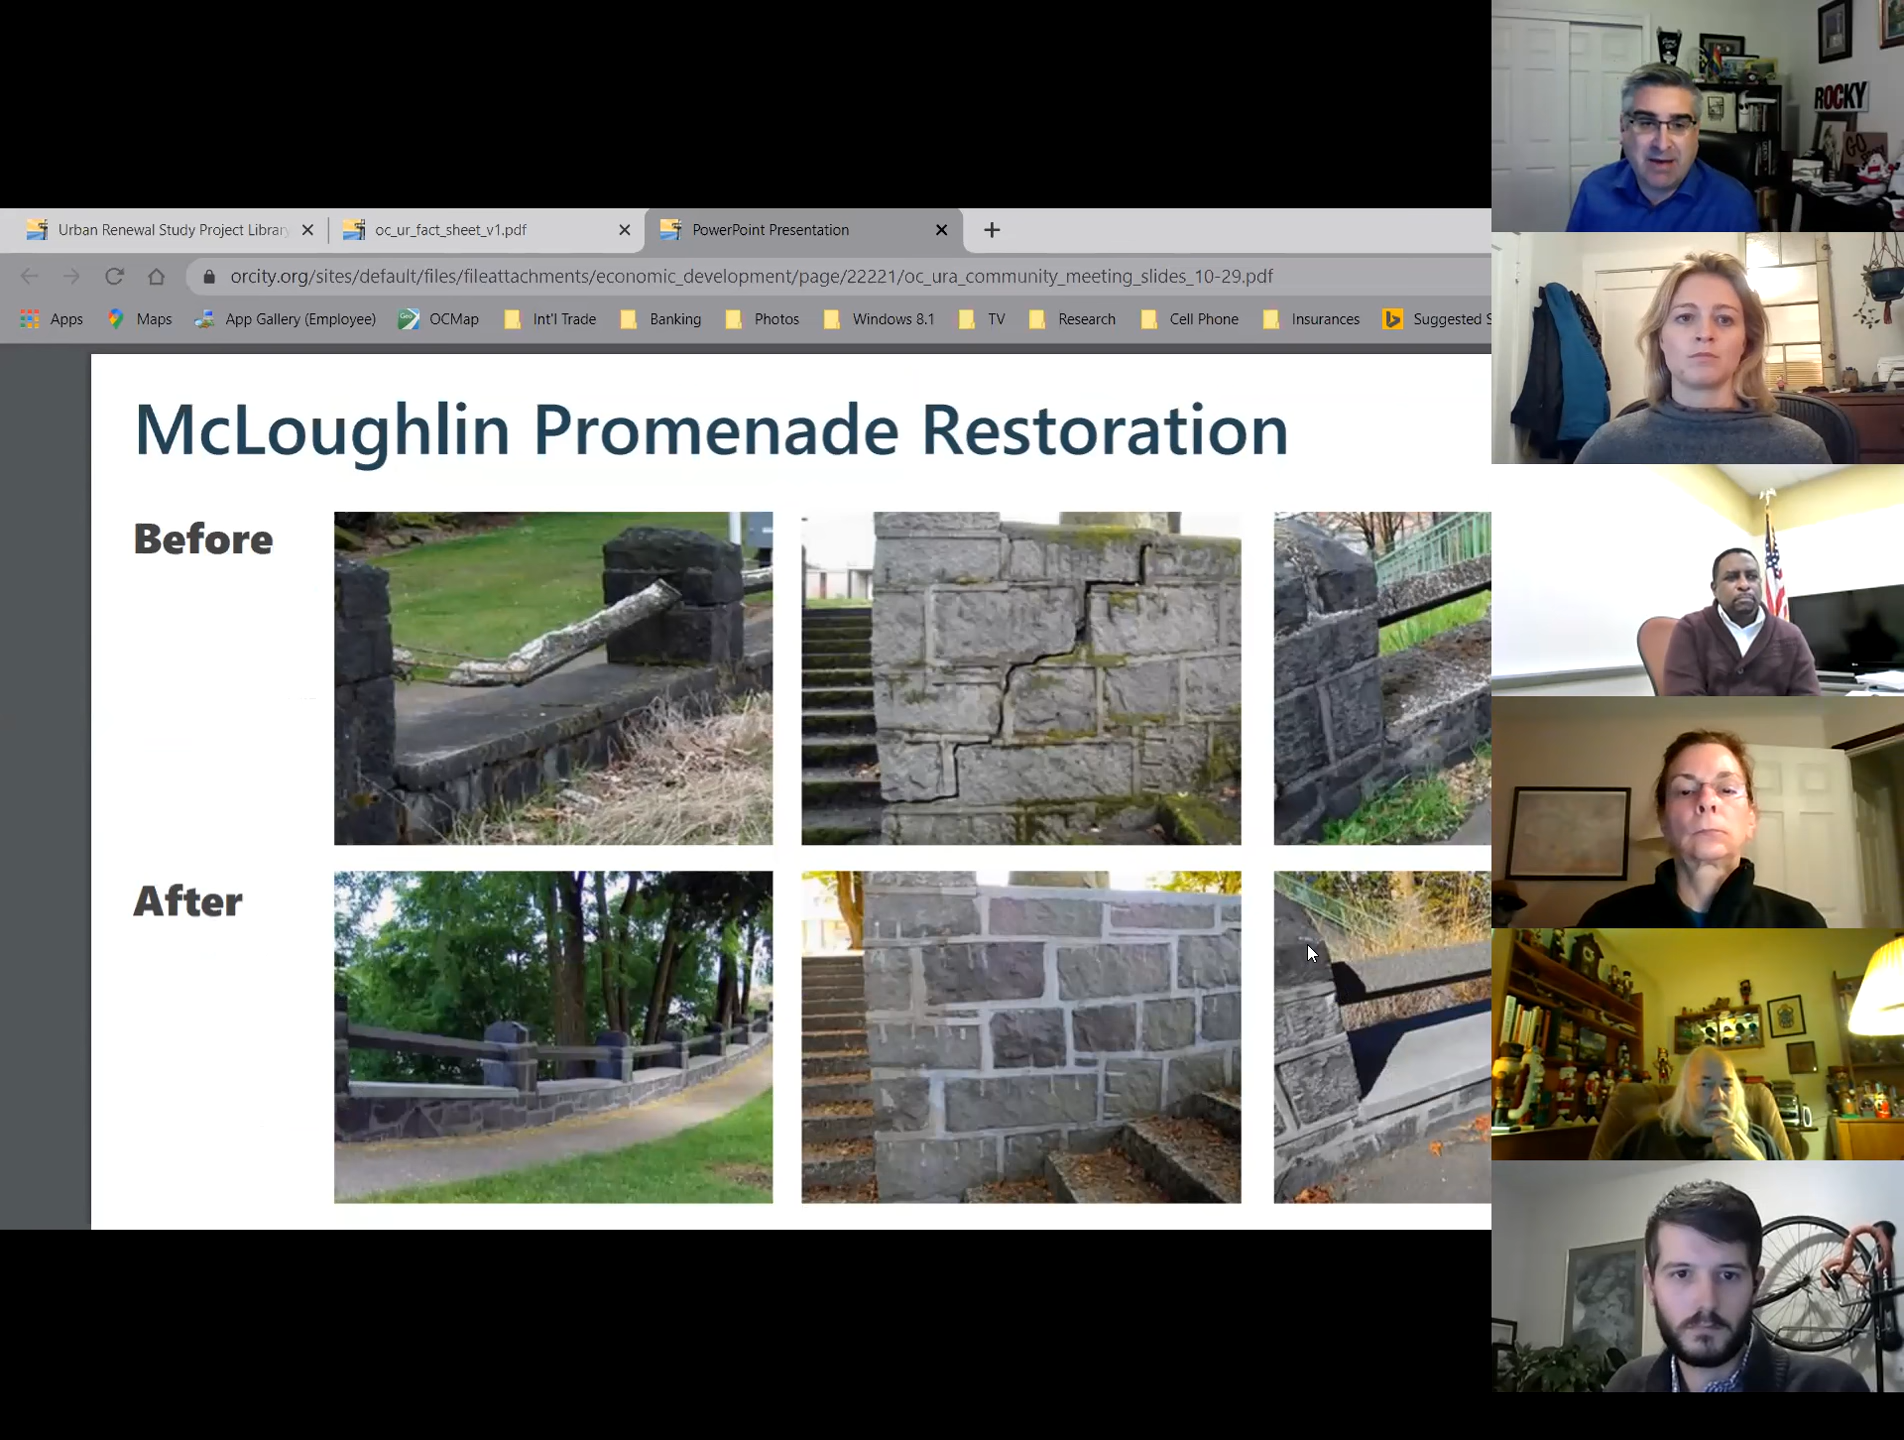 ROCKY
GO
Urban Renewal Study Project Library
oc_ur_fact_sheet_v1.pdf
PowerPoint Presentation
orcity.org/sites/default/files/fileattachments/economic_development/page/22221/oc_ura_community_meeting_slides_10-29.pdf
Apps
Maps
App Gallery (Employee)
OCMap
Int'l Trade
Banking
Photos
Windows 8.1
TV
Research
Cell Phone
Insurances
Suggested S
McLoughlin Promenade Restoration
Before
After